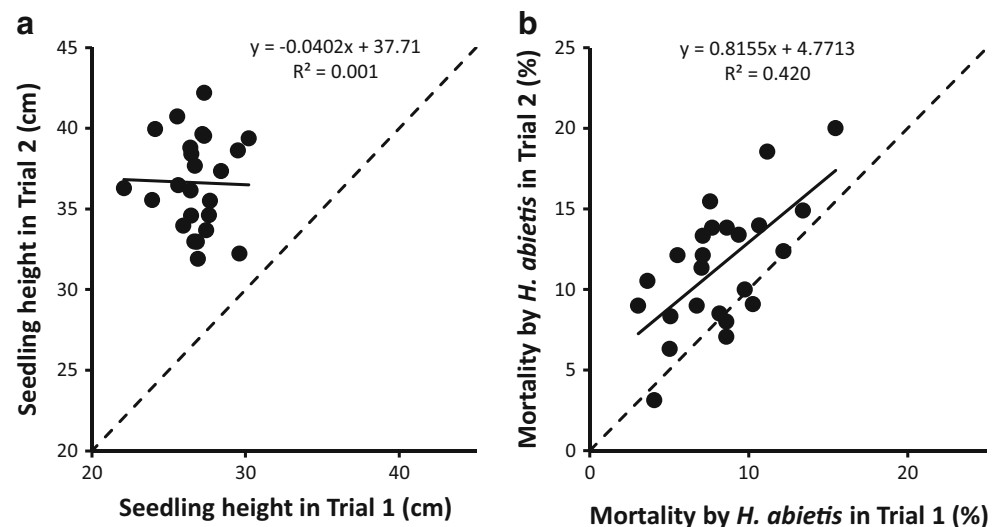 a
y = -0.0402x + 37.71
R² = 0.001
Seedling height in Trial 2 (cm)
45
40
35
30
25
20
20 30 40
Seedling height in Trial 1 (cm)
b
y = 0.8155x + 4.7713
R² = 0.420
Mortality by H. abietis in Trial 2 (%)
25
20
15
10
5
0
0 10 20
Mortality by H. abietis in Trial 1 (%)